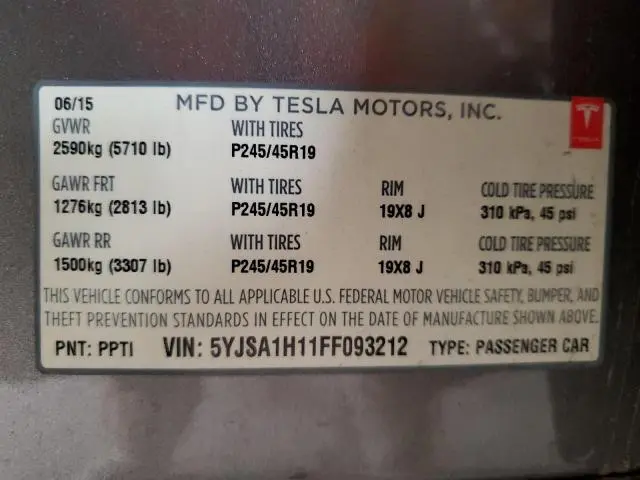 06/15 MFD BY TESLA MOTORS, INC.
GVWR WITH TIRES
2590kg (5710 lb) P245/45R19
GAWR FRT WITH TIRES RIM COLD TIRE PRESSURE
1276kg (2813 lb) P245/45R19 19X8 J 310 kPa, 45 psi
GAWR RR WITH TIRES RIM COLD TIRE PRESSURE
1500kg (3307 lb) P245/45R19 19X8 J 310 kPa, 45 psi
THIS VEHICLE CONFORMS TO ALL APPLICABLE U.S. FEDERAL MOTOR VEHICLE SAFETY, BUMPER, AND
THEFT PREVENTION STANDARDS IN EFFECT ON THE DATE OF MANUFACTURE SHOWN ABOVE.
PNT: PPTI VIN: 5YJSA1H11FF093212 TYPE: PASSENGER CAR
TESLA